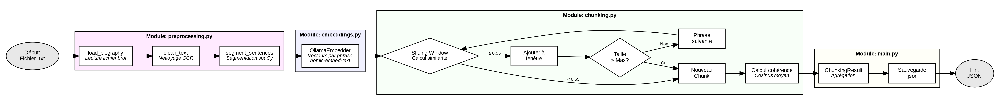 Début:
Fichier .txt
Module: preprocessing.py
load_biography
Lecture fichier brut
clean_text
Nettoyage OCR
segment_sentences
Segmentation spaCy
Module: embeddings.py
OllamaEmbedder
Vecteurs par phrase
nomic-embed-text
Module: chunking.py
Sliding Window
Calcul similarité
≥ 0.55
< 0.55
Ajouter à
fenêtre
Taille
> Max?
Non
Oui
Phrase
suivante
Nouveau
Chunk
Calcul cohérence
Cosinus moyen
Module: main.py
ChunkingResult
Agrégation
Sauvegarde
.json
Fin:
JSON